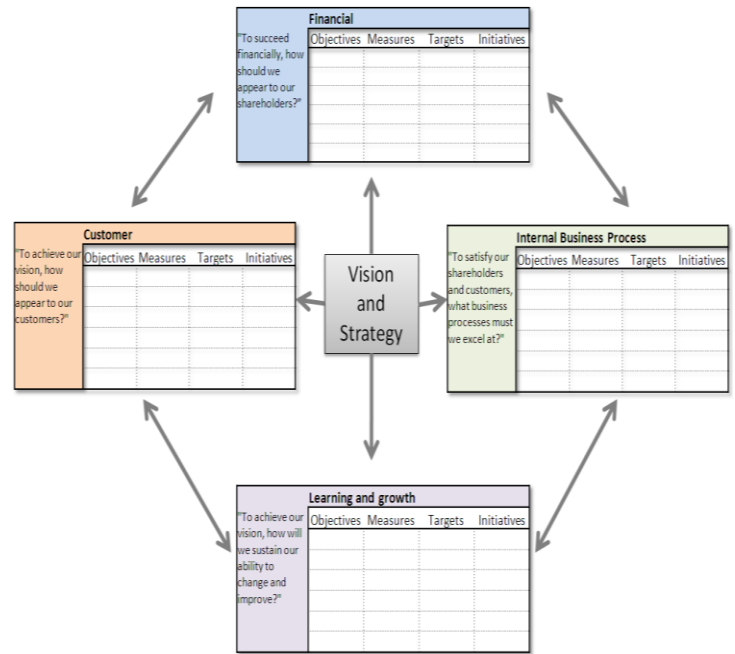 Financial
"To succeed
financially, how
should we
appear to our
shareholders?"
Objectives Measures Targets Initiatives
Customer
"To achieve our
vision, how
should we
appear to our
customers?"
Objectives Measures Targets Initiatives
Vision
and
Strategy
Internal Business Process
"To satisfy our
shareholders
and customers,
what business
processes must
we excel at?"
Objectives Measures Targets Initiatives
Learning and growth
"To achieve our
vision, how will
we sustain our
ability to
change and
improve?"
Objectives Measures Targets Initiatives